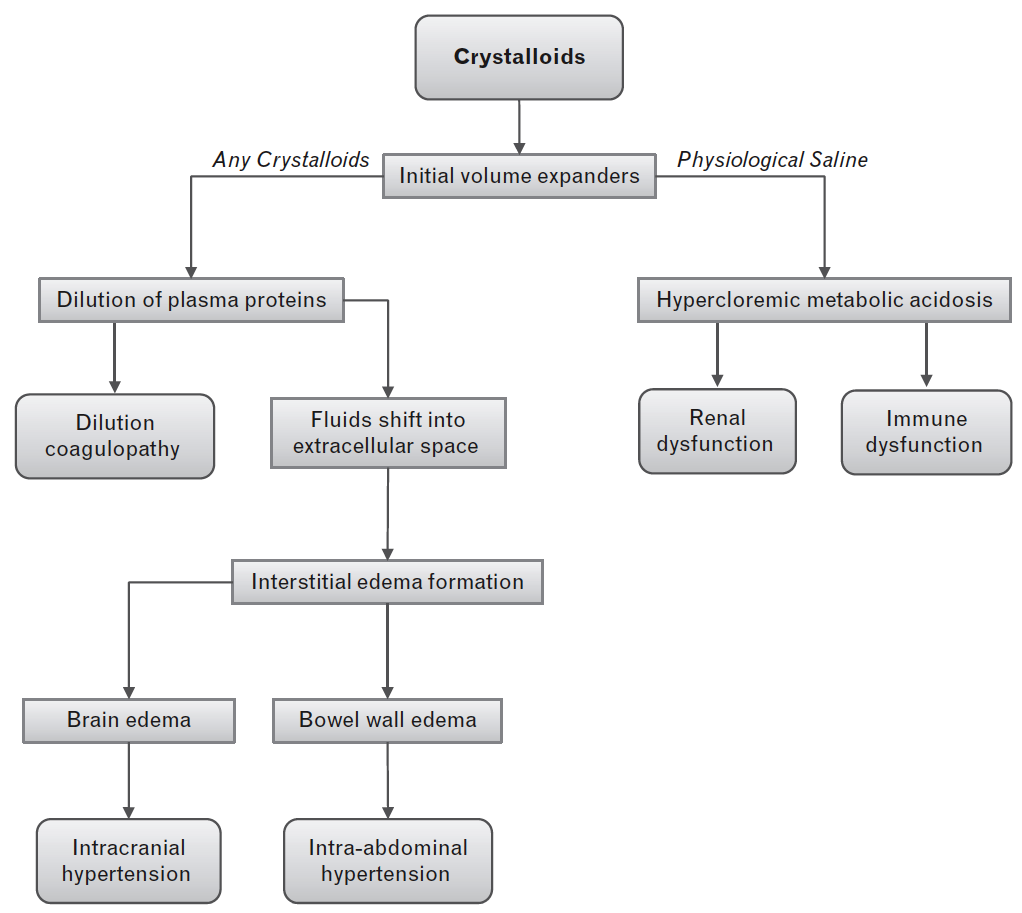 Crystalloids
Any Crystalloids
Physiological Saline
Initial volume expanders
Dilution of plasma proteins
Hypercloremic metabolic acidosis
Dilution
coagulopathy
Fluids shift into
extracellular space
Renal
dysfunction
Immune
dysfunction
Interstitial edema formation
Brain edema
Bowel wall edema
Intracranial
hypertension
Intra-abdominal
hypertension